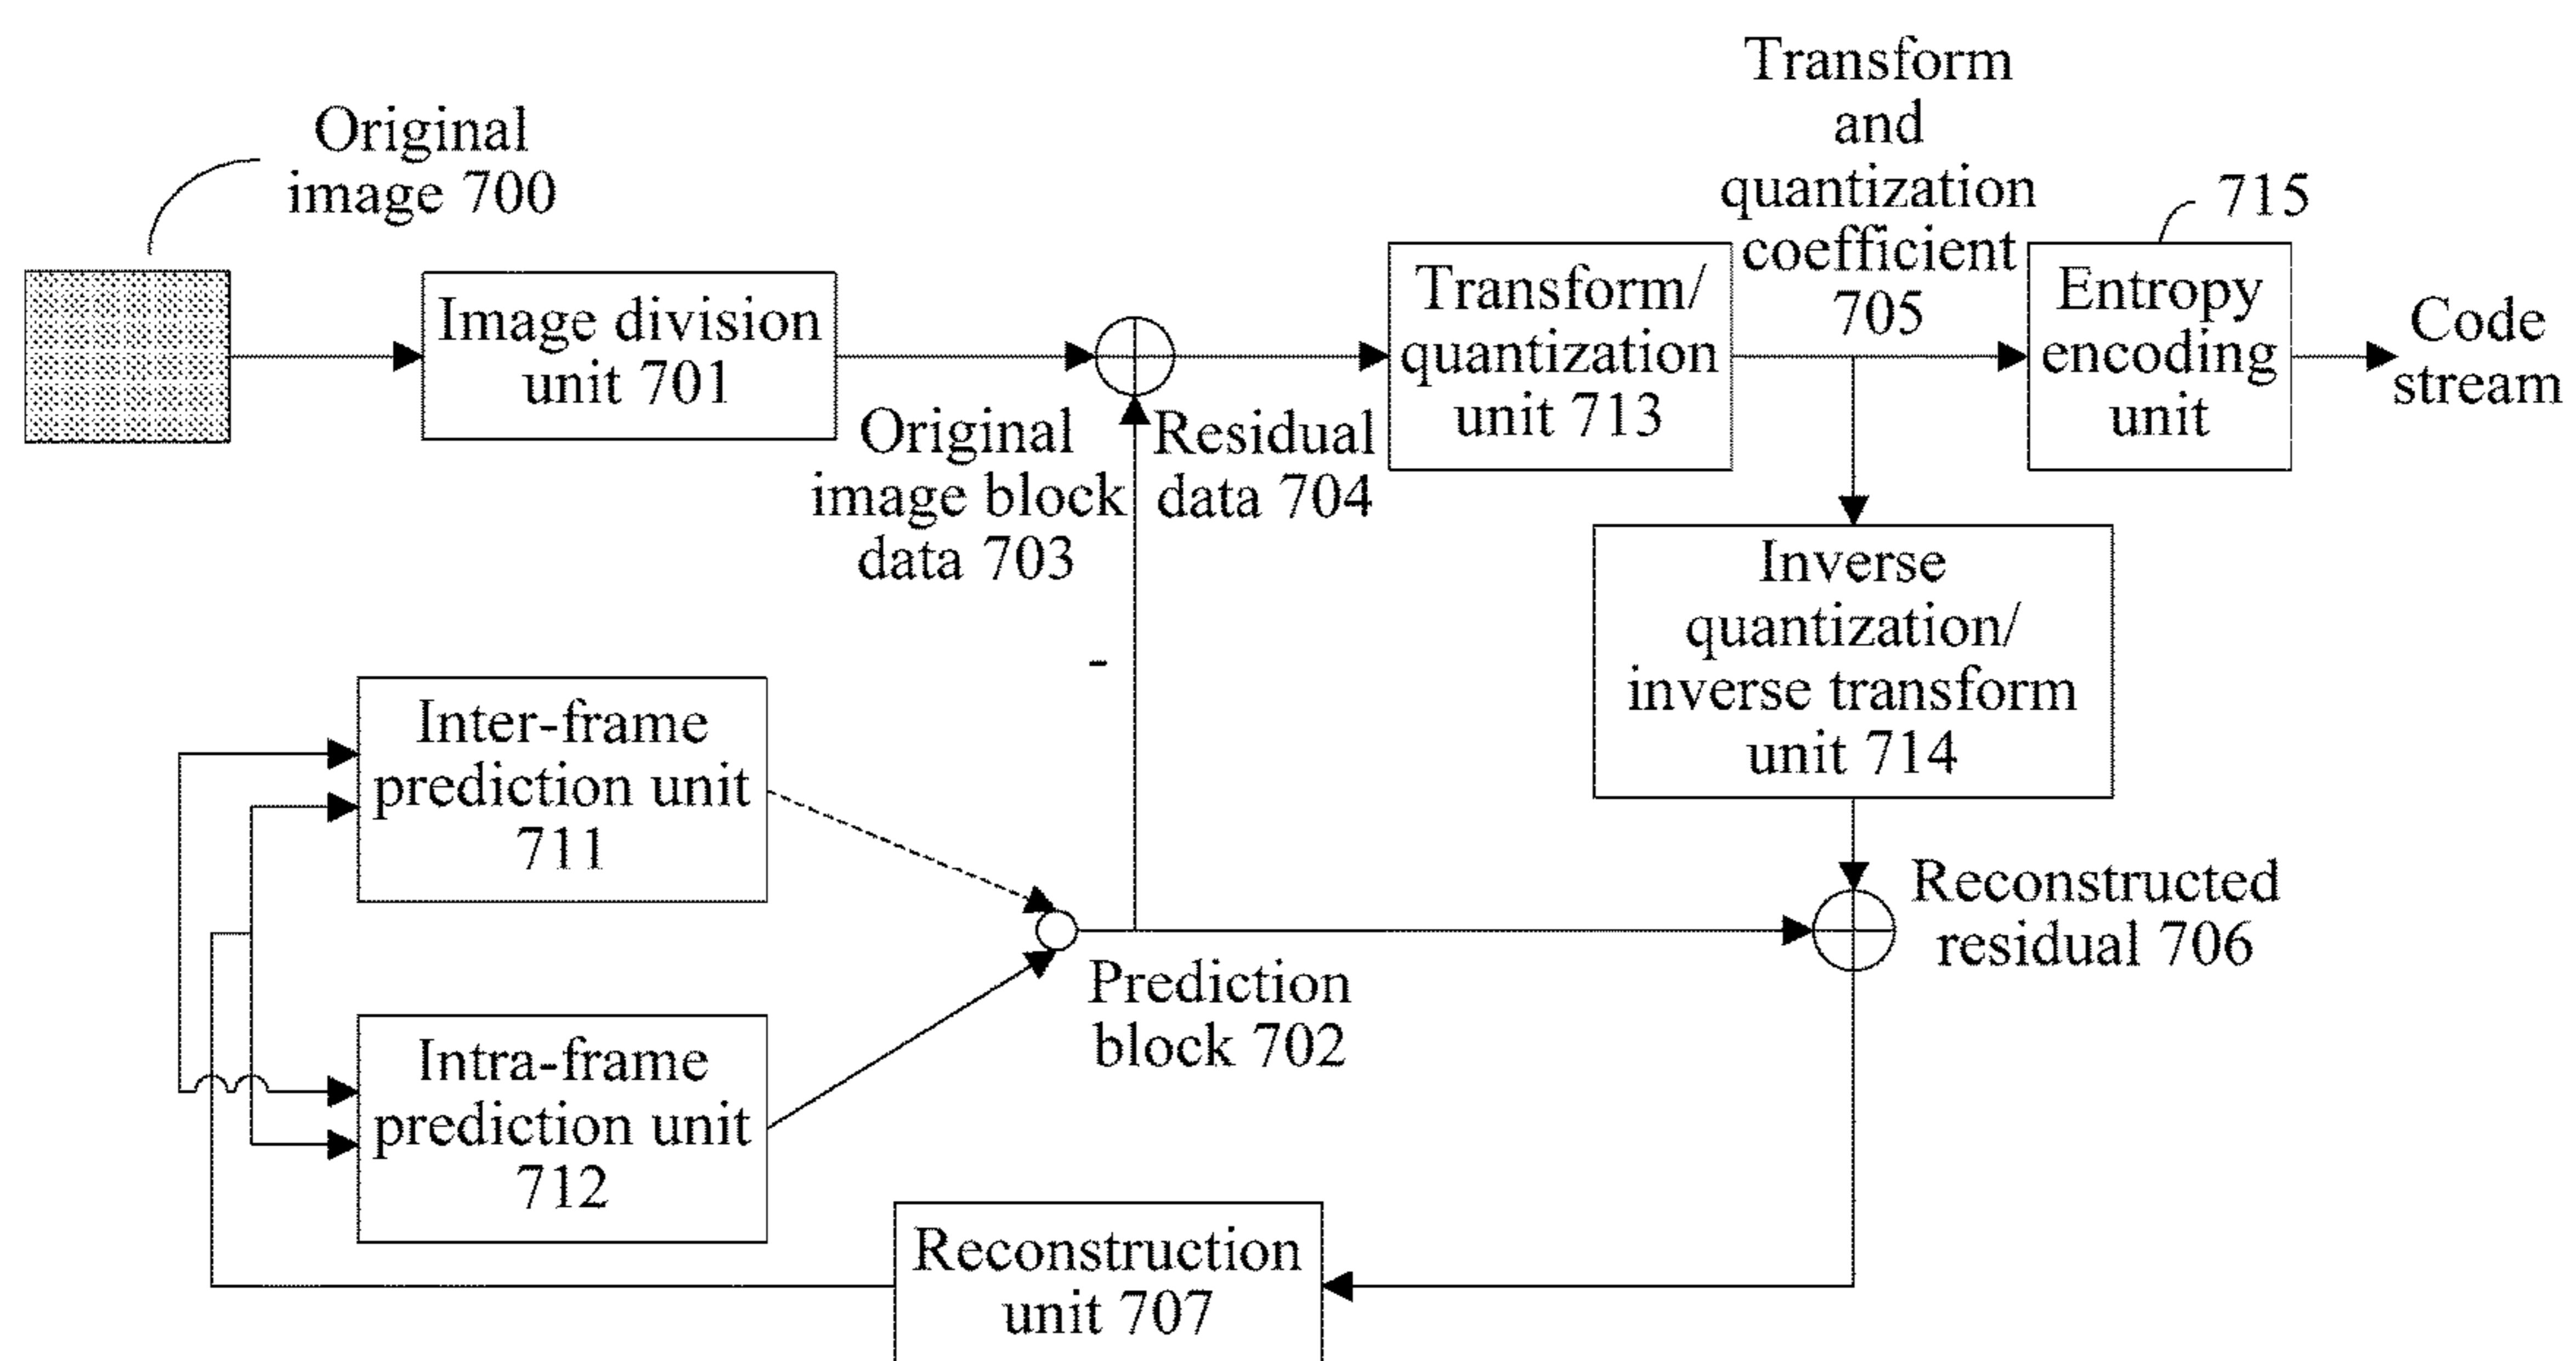 Original
image 700
Image division
unit 701
Original
image block
data 703
Residual
data 704
Transform/
quantization
unit 713
Transform
and
quantization
coefficient
705
715
Entropy
encoding
unit
Code
stream
Inverse
quantization/
inverse transform
unit 714
-
Inter-frame
prediction unit
711
Intra-frame
prediction unit
712
Prediction
block 702
Reconstructed
residual 706
Reconstruction
unit 707